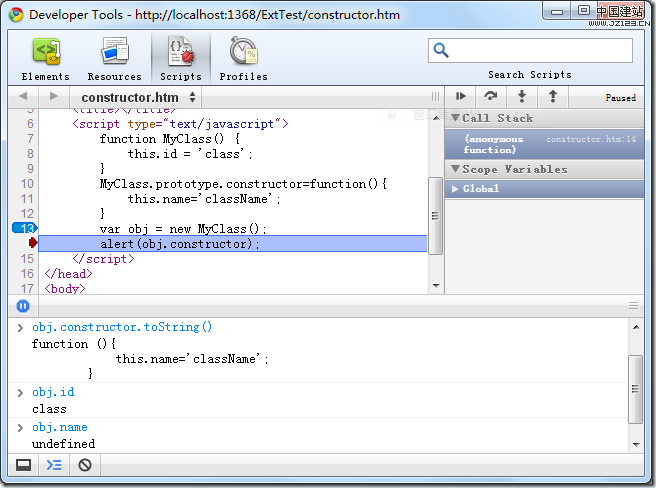 Developer Tools - http://localhost:1368/ExtTest/constructor.htm
中国建站
WWW.JZ123.CN
Elements
Resources
Scripts
Profiles
Search Scripts
constructor.htm
Paused
5 <title></title>
6 <script type="text/javascript">
7 function MyClass() {
8 this.id = 'class';
9 }
10 MyClass.prototype.constructor=function(){
11 this.name='className';
12 }
13 var obj = new MyClass();
alert(obj.constructor);
15 </script>
16 </head>
17 <body>
Call Stack
(anonymous function)
constructor.htm:14
Scope Variables
Global
obj.constructor.toString()
function (){
this.name='className';
}
obj.id
class
obj.name
undefined